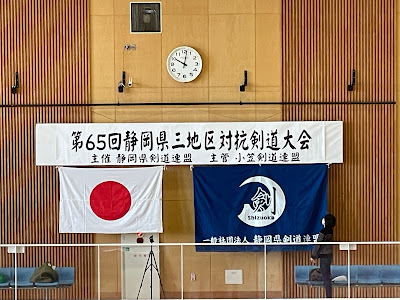 第65回静岡県三地区対抗剣道大会
主催 静岡県剣道連盟 主管 小笠剣道連盟
剣
Shizuoka
一般社団法人 静岡県剣道連盟